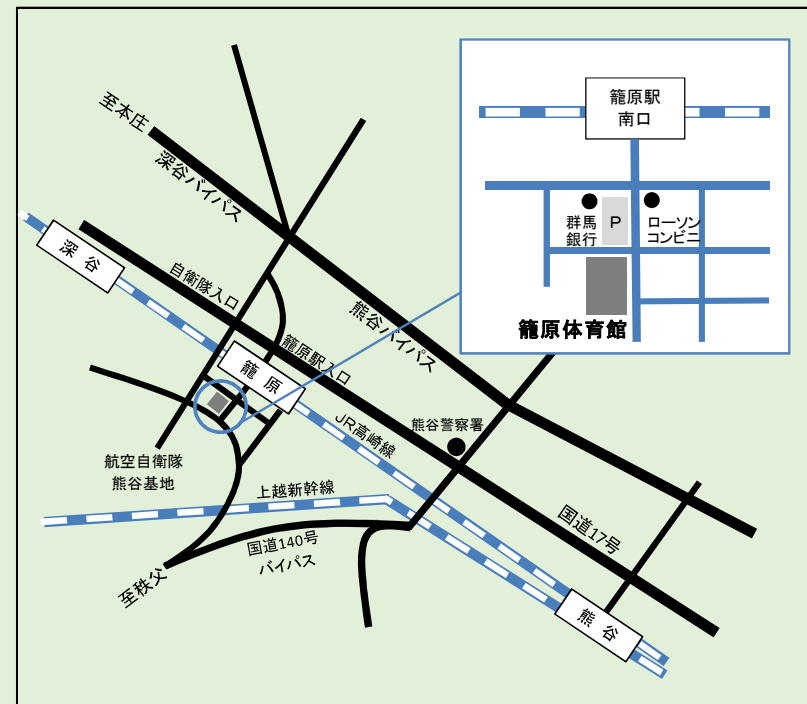 至本庄
深谷バイパス
深谷
自衛隊入口
熊谷バイパス
籠原駅入口
籠原
JR高崎線
熊谷警察署
航空自衛隊
熊谷基地
上越新幹線
国道17号
国道140号
バイパス
至秩父
熊谷
籠原駅
南口
群馬
銀行
P
ローソン
コンビニ
籠原体育館